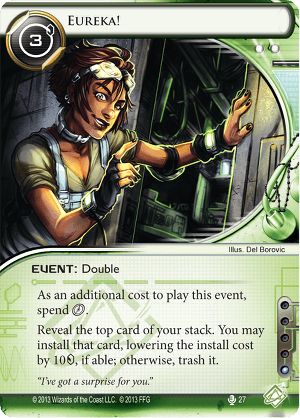 EUREKA!
3
Illus. Del Borovic
EVENT: Double
As an additional cost to play this event,
spend .
Reveal the top card of your stack. You may
install that card, lowering the install cost
by 10, if able; otherwise, trash it.
"I've got a surprise for you."
© 2013 Wizards of the Coast LLC. © 2013 FFG
27